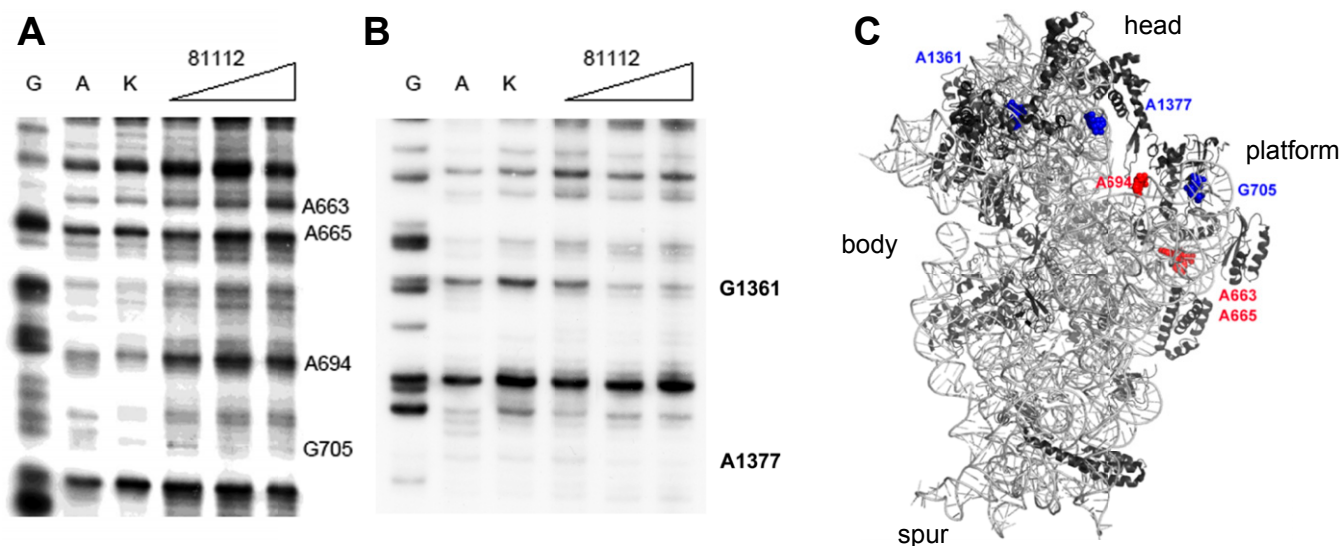 A
81112
G A K
A663
A665
A694
G705
B
81112
G A K
G1361
A1377
C
head
A1361
A1377
platform
A694
G705
body
A663
A665
spur